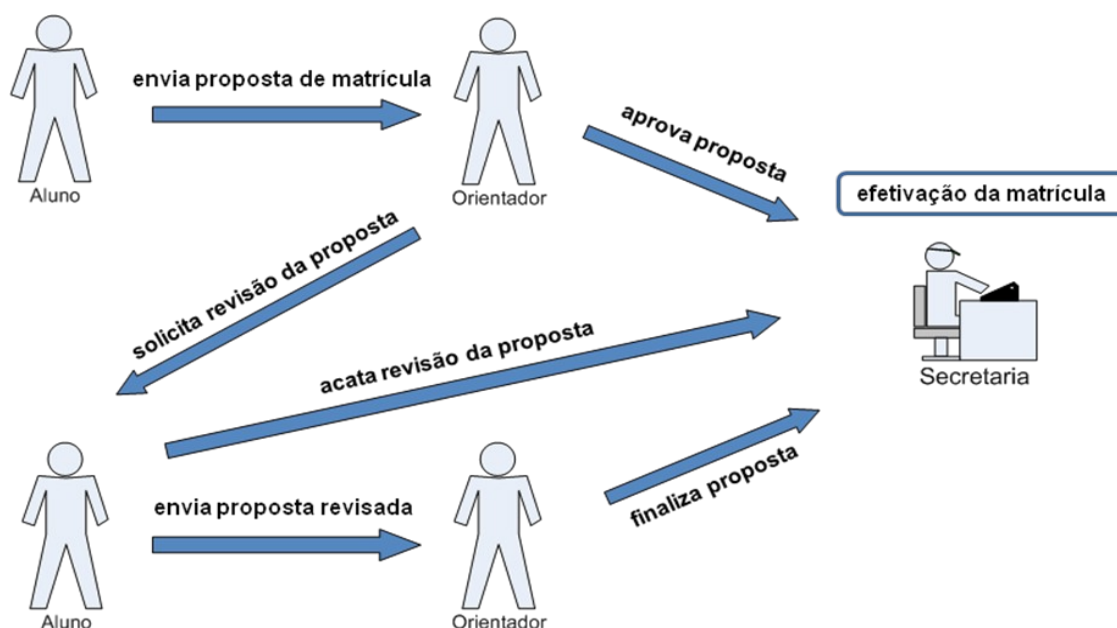 envia proposta de matrícula
Aluno
Orientador
aprova proposta
efetivação da matrícula
Secretaria
solicita revisão da proposta
acata revisão da proposta
envia proposta revisada
Aluno
Orientador
finaliza proposta